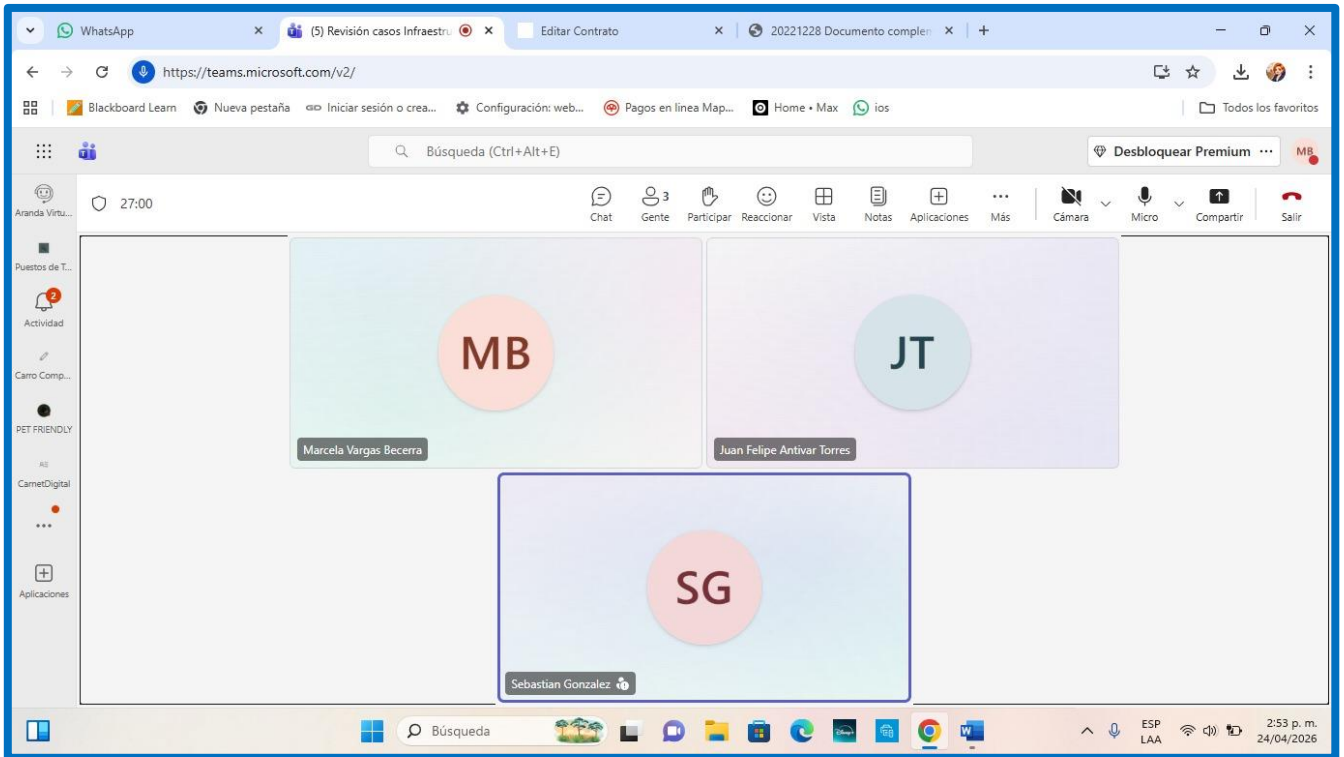 WhatsApp
(5) Revisión casos Infraestru
Editar Contrato
20221228 Documento complem
https://teams.microsoft.com/v2/
Blackboard Learn
Nueva pestaña
Iniciar sesión o crea...
Configuración: web...
Pagos en línea Map...
Home • Max
ios
Todos los favoritos
Búsqueda (Ctrl+Alt+E)
Desbloquear Premium ...
MB
Aranda Virtu...
27:00
Chat
3
Gente
Participar
Reaccionar
Vista
Notas
Aplicaciones
Más
Cámara
Micro
Compartir
Salir
Puestos de T...
2
Actividad
Carro Comp...
PET FRIENDLY
CarnetDigital
Aplicaciones
MB
Marcela Vargas Becerra
JT
Juan Felipe Antivar Torres
SG
Sebastian Gonzalez
Búsqueda
ESP
LAA
2:53 p. m.
24/04/2026